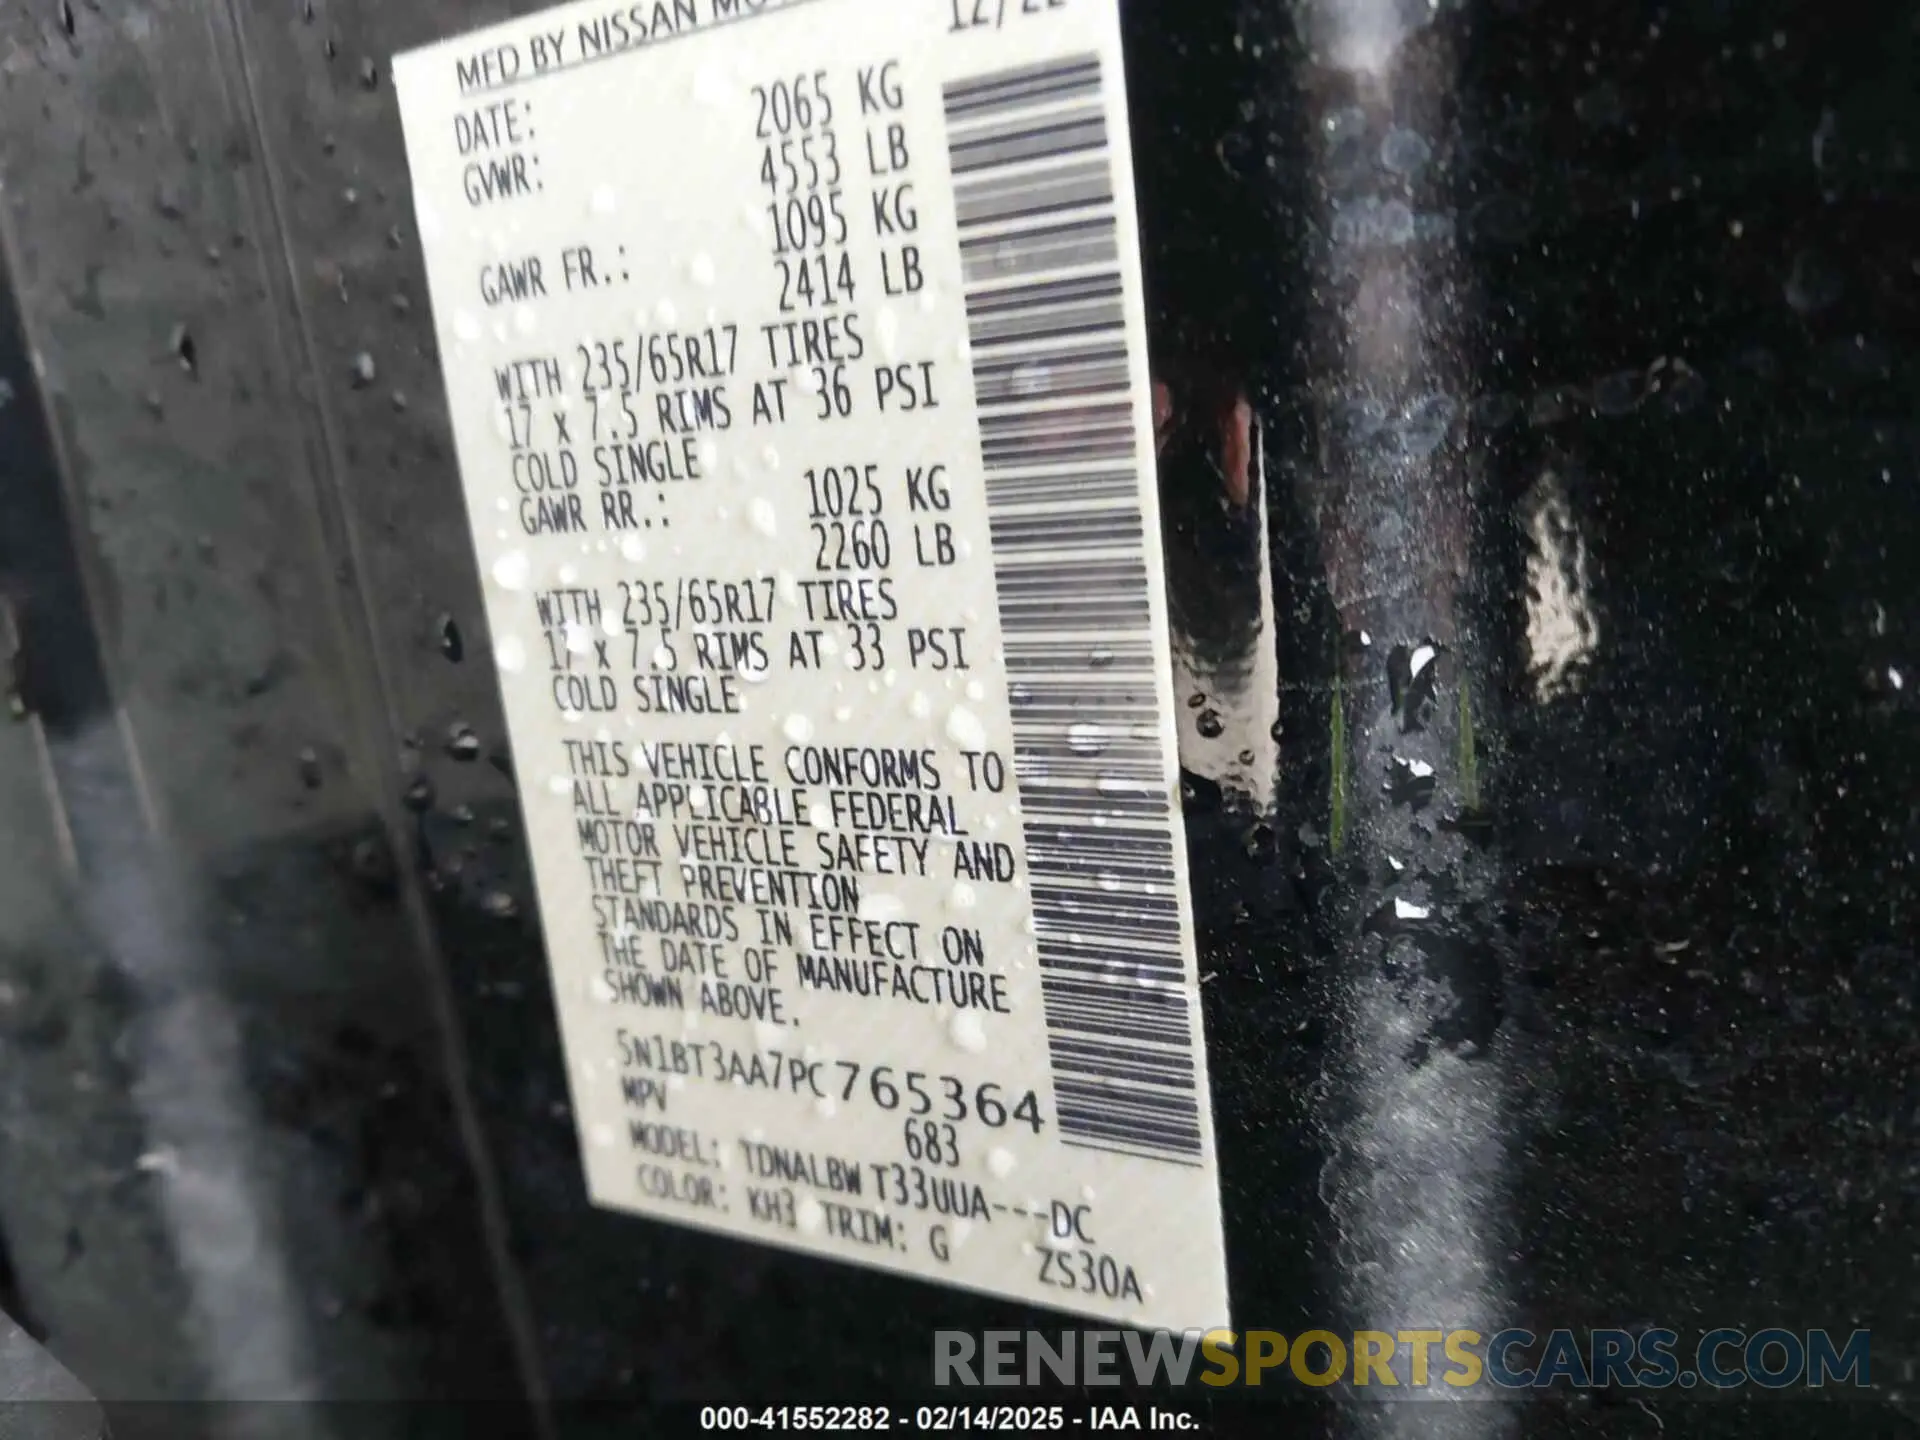 MFD BY NISSAN
DATE:
GVWR: 2065 KG
4553 LB
GAWR FR.: 1095 KG
2414 LB
WITH 235/65R17 TIRES
17 x 7.5 RIMS AT 36 PSI
COLD SINGLE
GAWR RR.: 1025 KG
2260 LB
WITH 235/65R17 TIRES
17 x 7.5 RIMS AT 33 PSI
COLD SINGLE
THIS VEHICLE CONFORMS TO
ALL APPLICABLE FEDERAL
MOTOR VEHICLE SAFETY AND
THEFT PREVENTION
STANDARDS IN EFFECT ON
THE DATE OF MANUFACTURE
SHOWN ABOVE.
5N1BT3AA7PC765364
MPV 683
MODEL: TDNALBW T33UUA---DC
COLOR: KH3 TRIM: G ZS30A
RENEWSPORTSCARS.COM
000-41552282 - 02/14/2025 - IAA Inc.